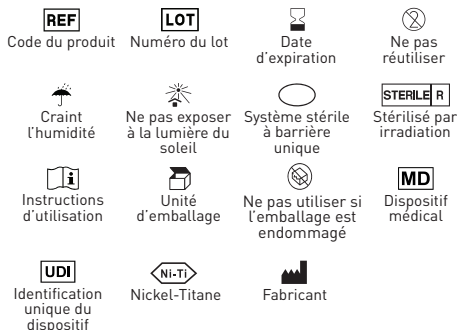 REF
LOT
2
Code du produit
Numéro du lot
Date
d'expiration
Ne pas
réutiliser
STERILE R
Craint
l'humidité
Ne pas exposer
à la lumière du
soleil
Système stérile
à barrière
unique
Stérilisé par
irradiation
i
MD
Instructions
d'utilisation
Unité
d'emballage
Ne pas utiliser si
l'emballage est
endommagé
Dispositif
médical
UDI
Ni-Ti
Identification
unique du
dispositif
Nickel-Titane
Fabricant